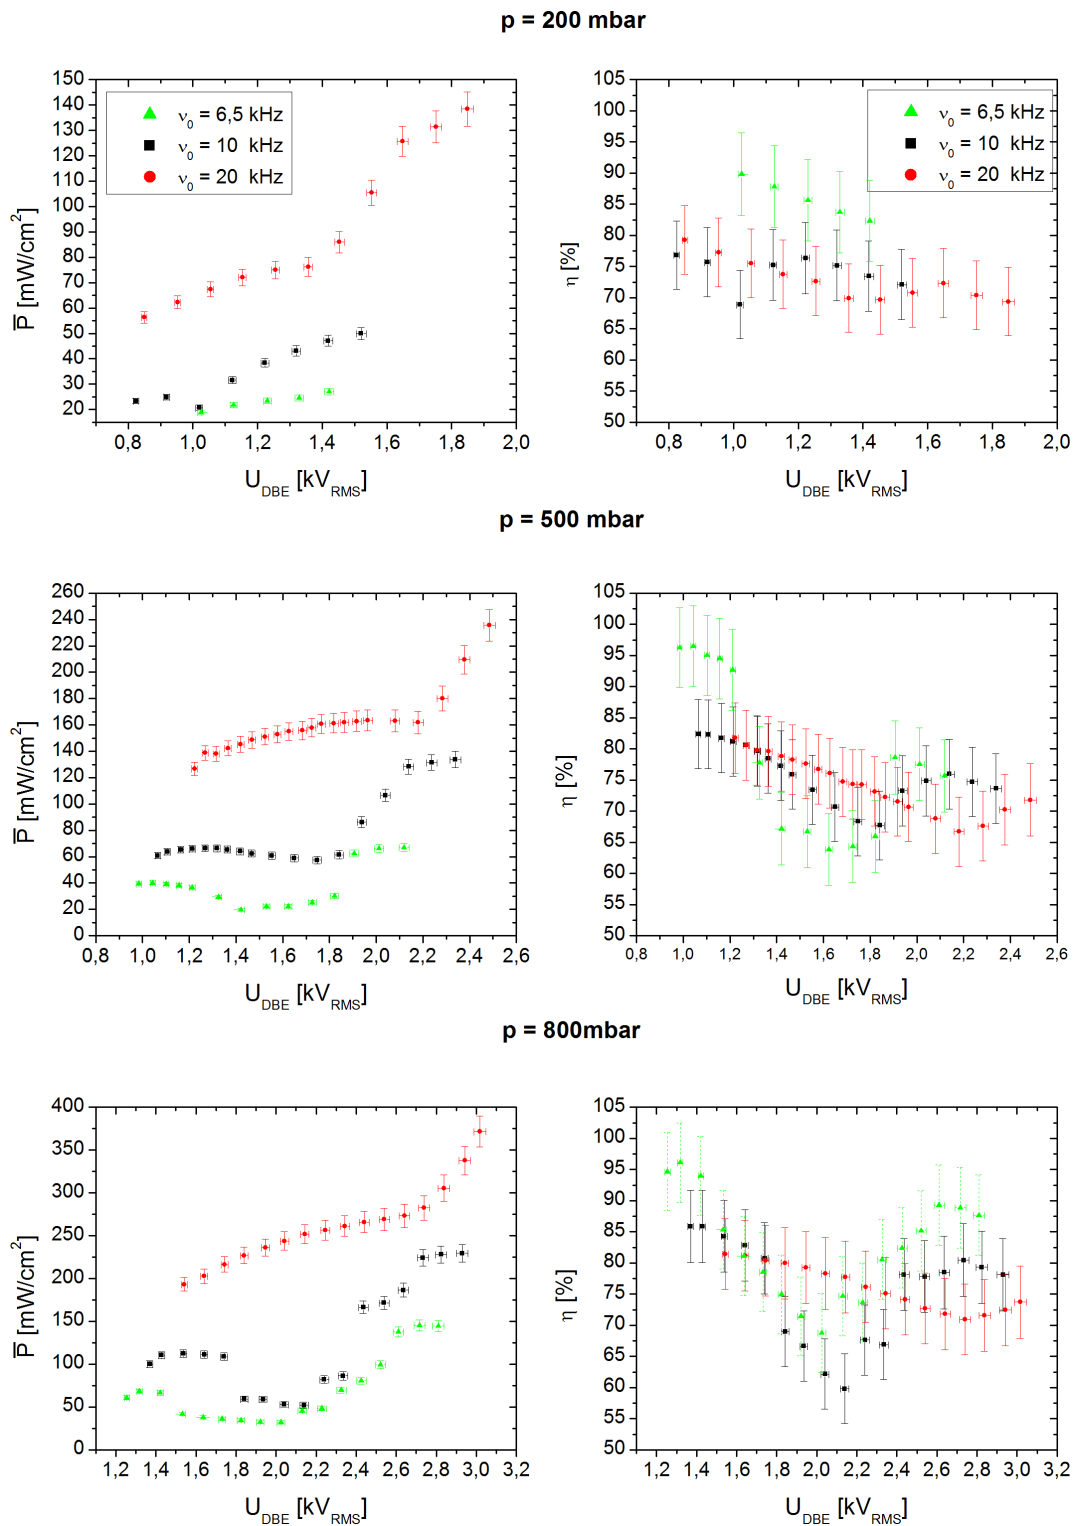 p = 200 mbar
150
140
130
120
110
100
90
80
70
60
50
40
30
20
P̅ [mW/cm²]
ν₀ = 6,5 kHz
ν₀ = 10 kHz
ν₀ = 20 kHz
0,8 1,0 1,2 1,4 1,6 1,8 2,0
U_DBE [kV_RMS]
105
100
95
90
85
80
75
70
65
60
55
50
η [%]
ν₀ = 6,5 kHz
ν₀ = 10 kHz
ν₀ = 20 kHz
0,8 1,0 1,2 1,4 1,6 1,8 2,0
U_DBE [kV_RMS]
p = 500 mbar
260
240
220
200
180
160
140
120
100
80
60
40
20
0
P̅ [mW/cm²]
0,8 1,0 1,2 1,4 1,6 1,8 2,0 2,2 2,4 2,6
U_DBE [kV_RMS]
105
100
95
90
85
80
75
70
65
60
55
50
η [%]
0,8 1,0 1,2 1,4 1,6 1,8 2,0 2,2 2,4 2,6
U_DBE [kV_RMS]
p = 800mbar
400
350
300
250
200
150
100
50
0
P̅ [mW/cm²]
1,2 1,4 1,6 1,8 2,0 2,2 2,4 2,6 2,8 3,0 3,2
U_DBE [kV_RMS]
105
100
95
90
85
80
75
70
65
60
55
50
η [%]
1,2 1,4 1,6 1,8 2,0 2,2 2,4 2,6 2,8 3,0 3,2
U_DBE [kV_RMS]